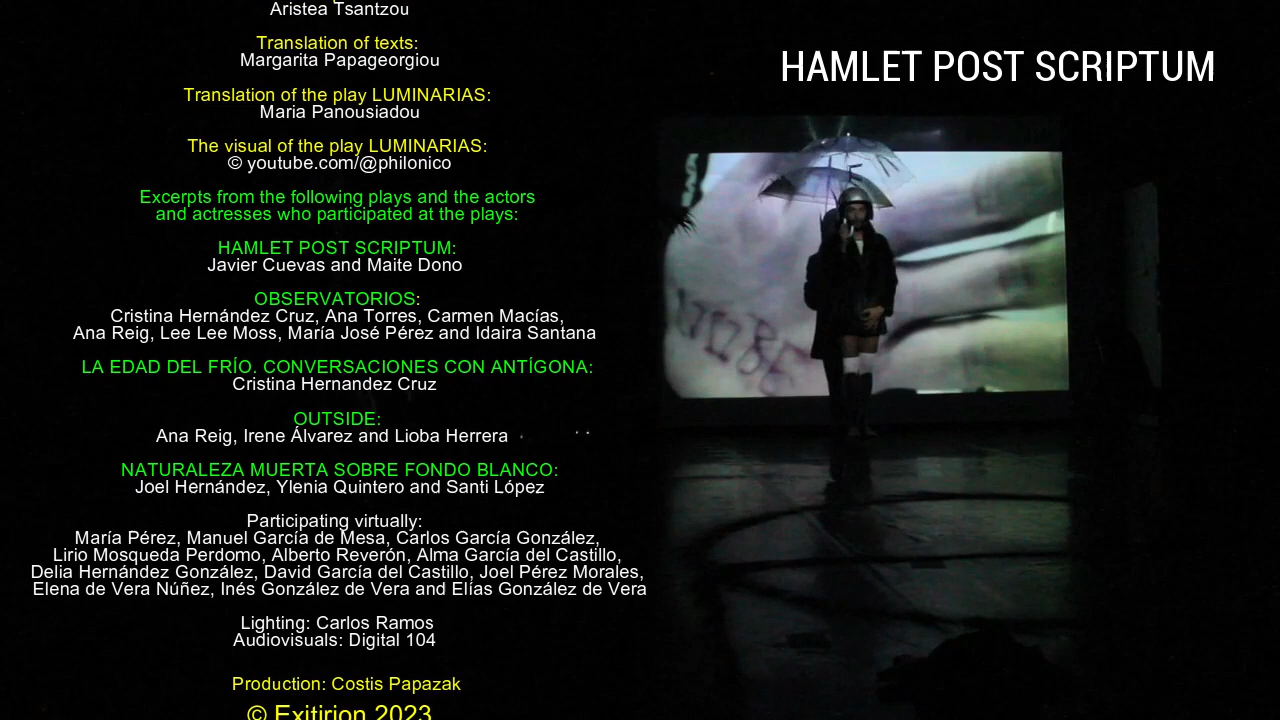 Aristea Tsantzou
Translation of texts:
Margarita Papageorgiou
Translation of the play LUMINARIAS:
Maria Panousiadou
The visual of the play LUMINARIAS:
© youtube.com/@philonico
Excerpts from the following plays and the actors
and actresses who participated at the plays:
HAMLET POST SCRIPTUM:
Javier Cuevas and Maite Dono
OBSERVATORIOS:
Cristina Hernández Cruz, Ana Torres, Carmen Macías,
Ana Reig, Lee Lee Moss, María José Pérez and Idaira Santana
LA EDAD DEL FRÍO. CONVERSACIONES CON ANTÍGONA:
Cristina Hernandez Cruz
OUTSIDE:
Ana Reig, Irene Álvarez and Lioba Herrera
NATURALEZA MUERTA SOBRE FONDO BLANCO:
Joel Hernández, Ylenia Quintero and Santi López
Participating virtually:
María Pérez, Manuel García de Mesa, Carlos García González,
Lirio Mosqueda Perdomo, Alberto Reverón, Alma García del Castillo,
Delia Hernández González, David García del Castillo, Joel Pérez Morales,
Elena de Vera Núñez, Inés González de Vera and Elías González de Vera
Lighting: Carlos Ramos
Audiovisuals: Digital 104
Production: Costis Papazak
© Exitirion 2023
HAMLET POST SCRIPTUM